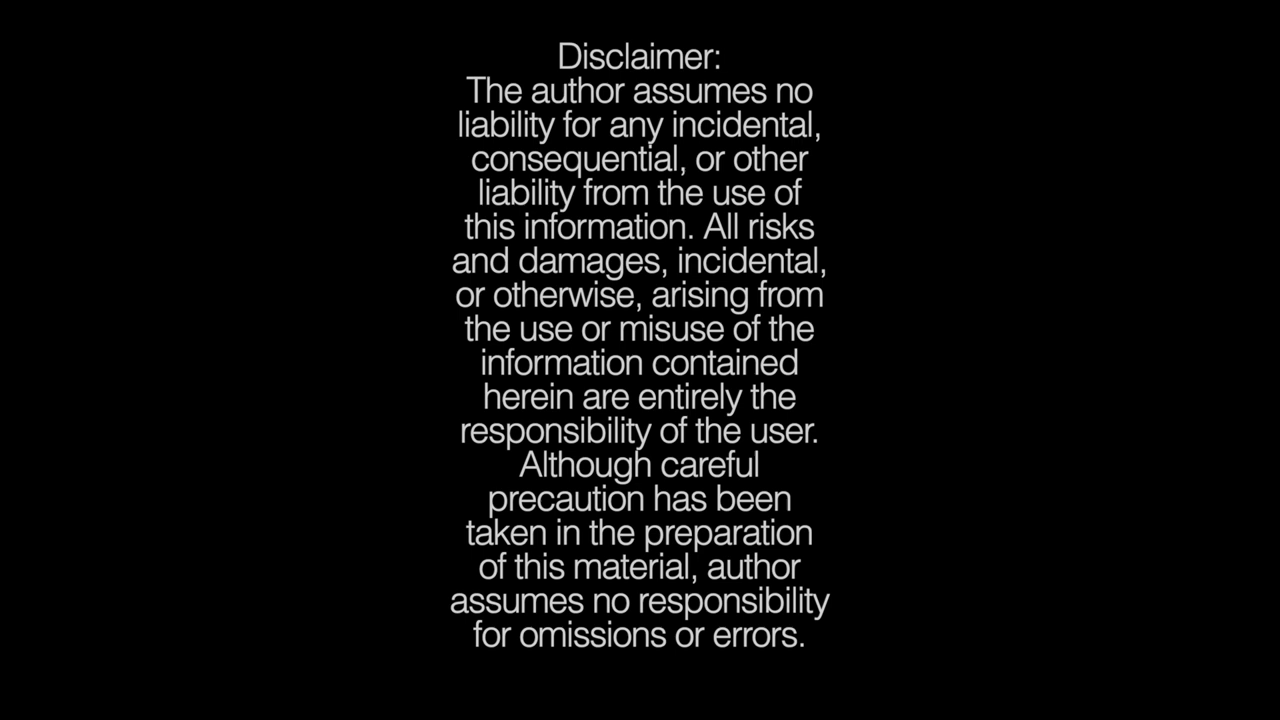 Disclaimer:
The author assumes no
liability for any incidental,
consequential, or other
liability from the use of
this information. All risks
and damages, incidental,
or otherwise, arising from
the use or misuse of the
information contained
herein are entirely the
responsibility of the user.
Although careful
precaution has been
taken in the preparation
of this material, author
assumes no responsibility
for omissions or errors.